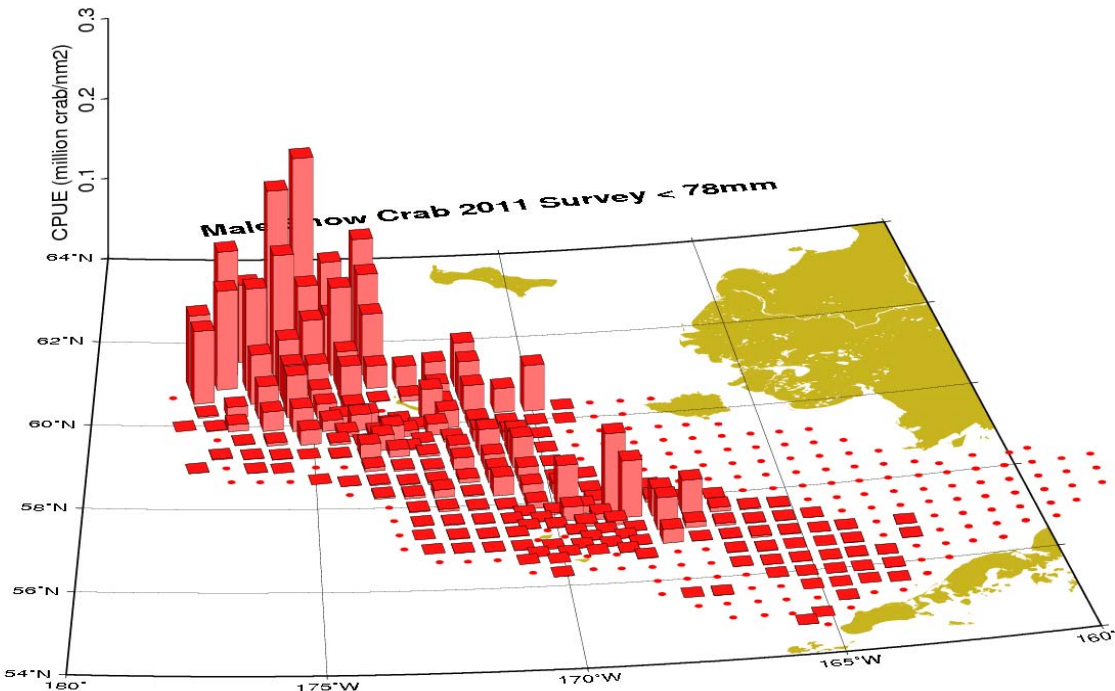 0.3
0.2
0.1
CPUE (million crab/nm2)
Male Snow Crab 2011 Survey < 78mm
64°N
62°N
60°N
58°N
56°N
54°N
180°
175°W
170°W
165°W
160°